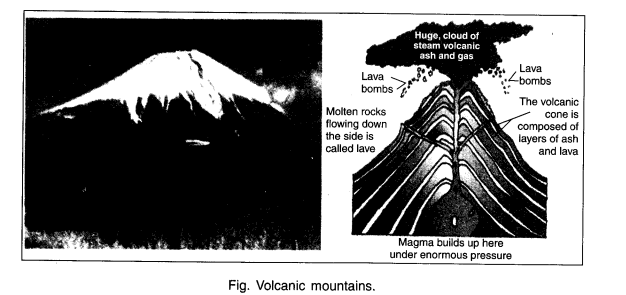 Huge, cloud of
steam volcanic
ash and gas
Lava
bombs
Lava
bombs
Molten rocks
flowing down
the side is
called lave
The volcanic
cone is
composed of
layers of ash
and lava
Magma builds up here
under enormous pressure
Fig. Volcanic mountains.